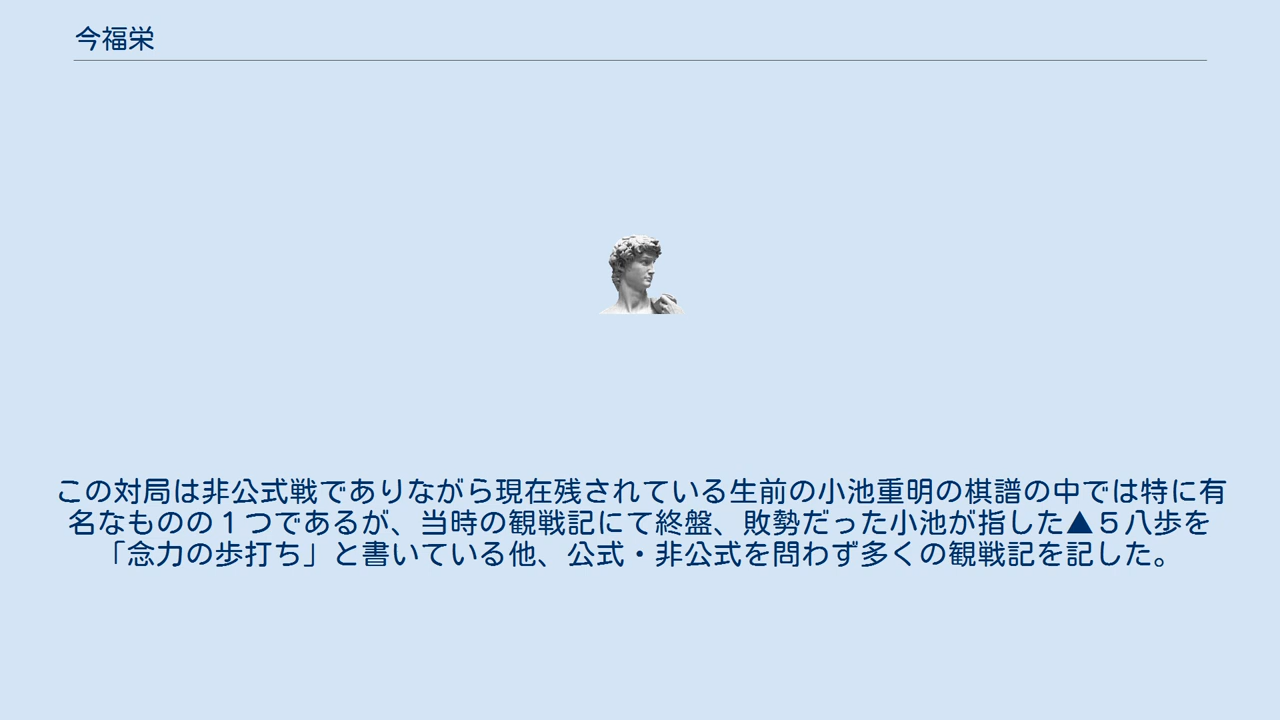 今福栄
この対局は非公式戦でありながら現在残されている生前の小池重明の棋譜の中では特に有
名なものの１つであるが、当時の観戦記にて終盤、敗勢だった小池が指した▲５八歩を
「念力の歩打ち」と書いている他、公式・非公式を問わず多くの観戦記を記した。